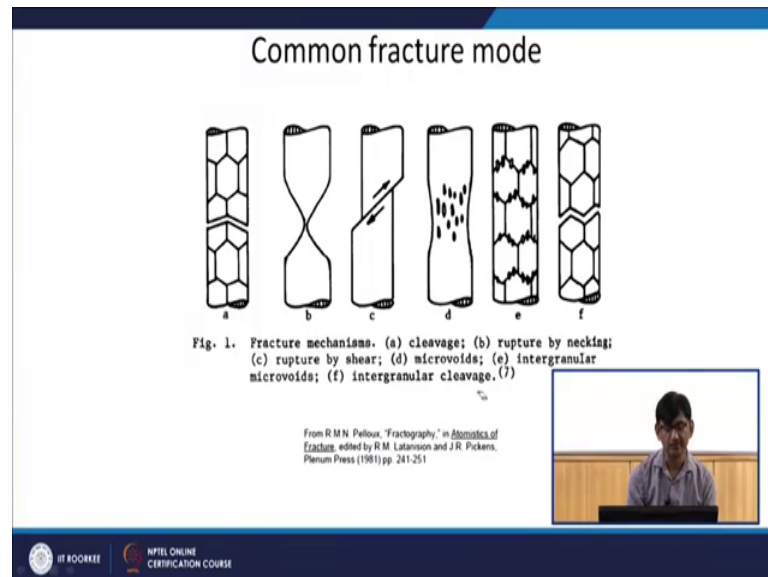 Common fracture mode
a
b
c
d
e
f
Fig. 1. Fracture mechanisms. (a) cleavage; (b) rupture by necking;
(c) rupture by shear; (d) microvoids; (e) intergranular
microvoids; (f) intergranular cleavage.(7)
From R.M.N. Pelloux, "Fractography," in Atomistics of
Fracture, edited by R.M. Latanision and J.R. Pickens,
Plenum Press (1981) pp. 241-251
IIT ROORKEE
NPTEL ONLINE
CERTIFICATION COURSE